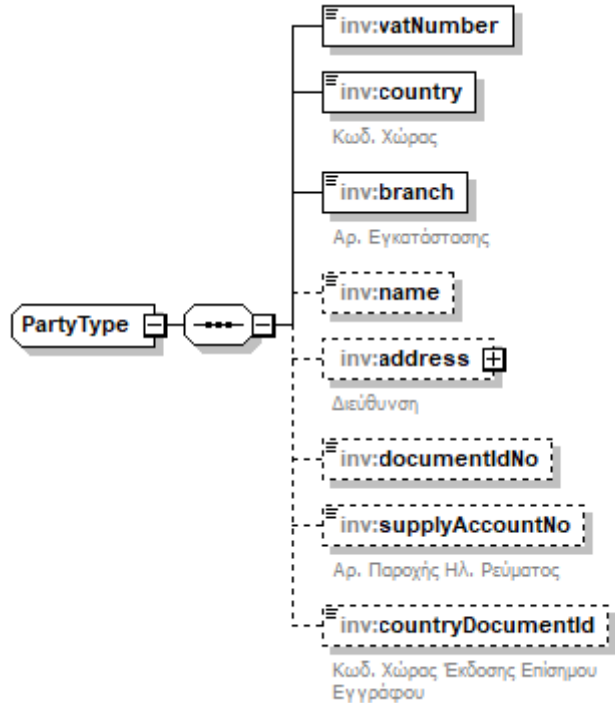 inv:vatNumber
inv:country
Κωδ. Χώρας
inv:branch
Αρ. Εγκατάστασης
inv:name
PartyType
inv:address
Διεύθυνση
inv:documentIdNo
inv:supplyAccountNo
Αρ. Παροχής Ηλ. Ρεύματος
inv:countryDocumentId
Κωδ. Χώρας Έκδοσης Επίσημου
Εγγράφου